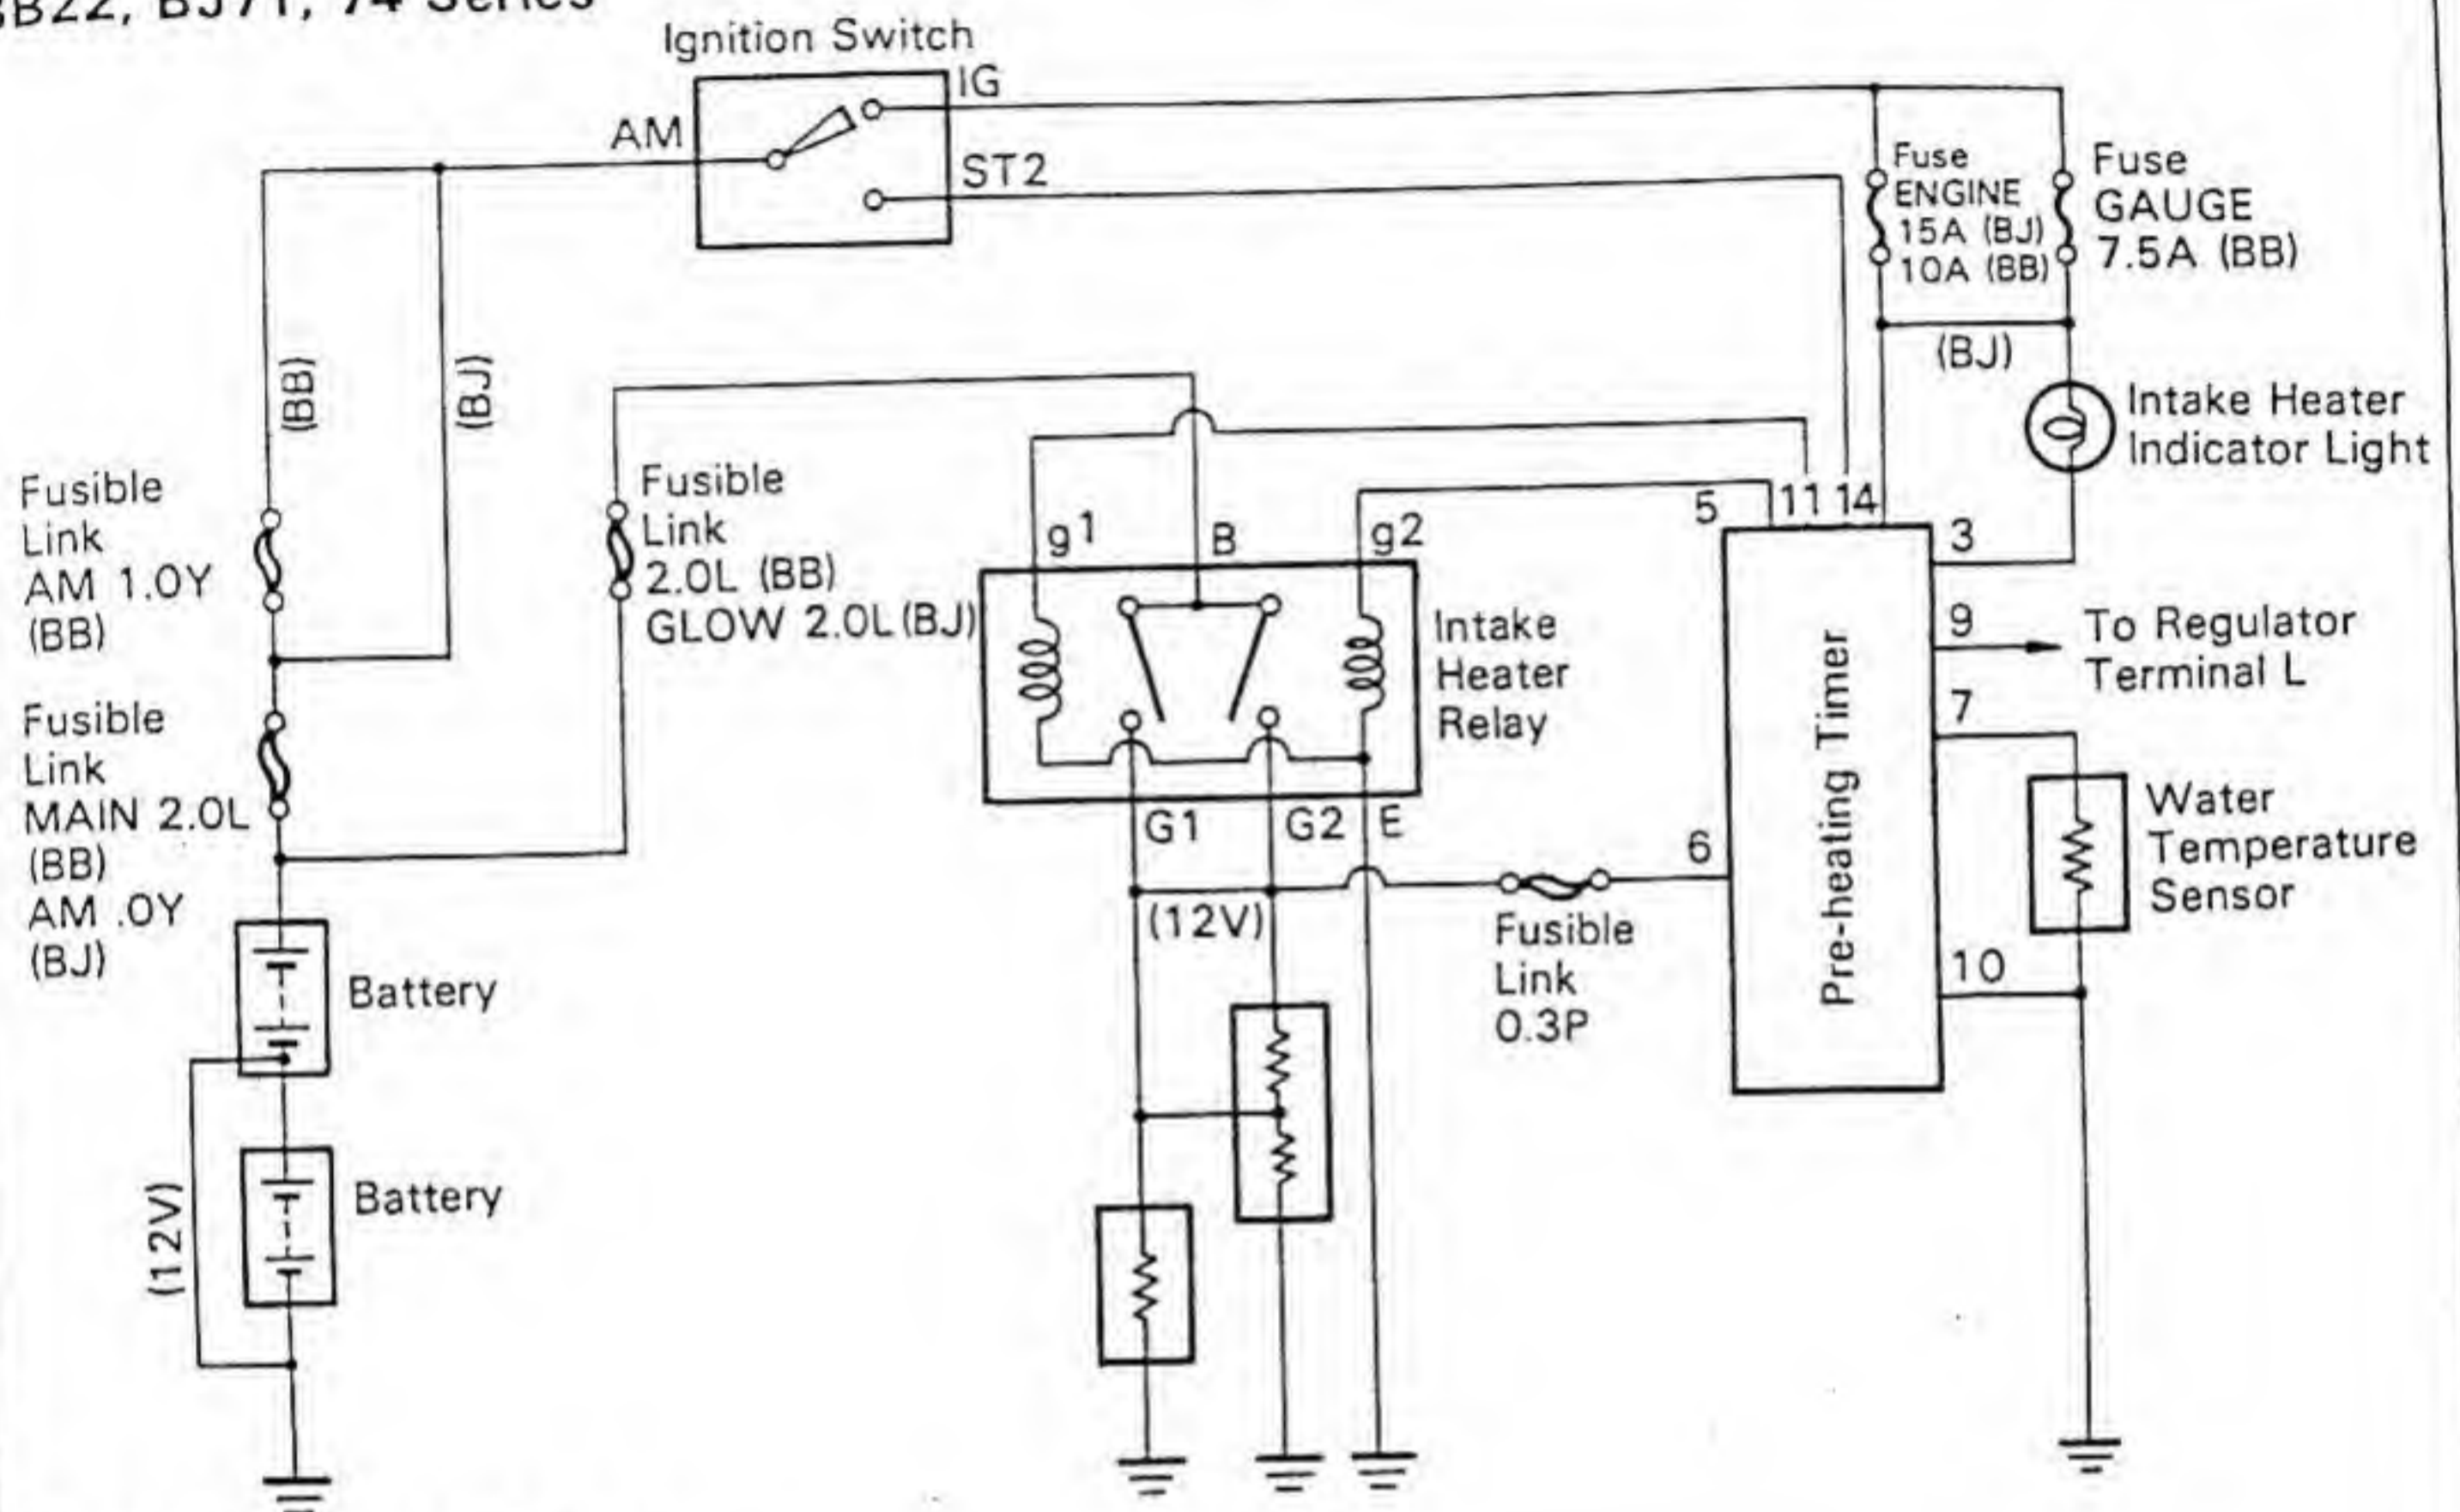 BB22, BJ71, 74 Series
Ignition Switch
IG
AM
ST2
Fuse
ENGINE
15A (BJ)
10A (BB)
Fuse
GAUGE
7.5A (BB)
(BB)
(BJ)
(BJ)
Intake Heater
Indicator Light
Fusible
Link
AM 1.0Y
(BB)
Fusible
Link
2.0L (BB)
GLOW 2.0L (BJ)
g1
B
g2
5
11
14
3
Intake
Heater
Relay
9
To Regulator
Terminal L
7
Fusible
Link
MAIN 2.0L
(BB)
AM .0Y
(BJ)
G1
G2
E
6
Pre-heating Timer
Water
Temperature
Sensor
(12V)
Fusible
Link
0.3P
10
Battery
Battery
(12V)